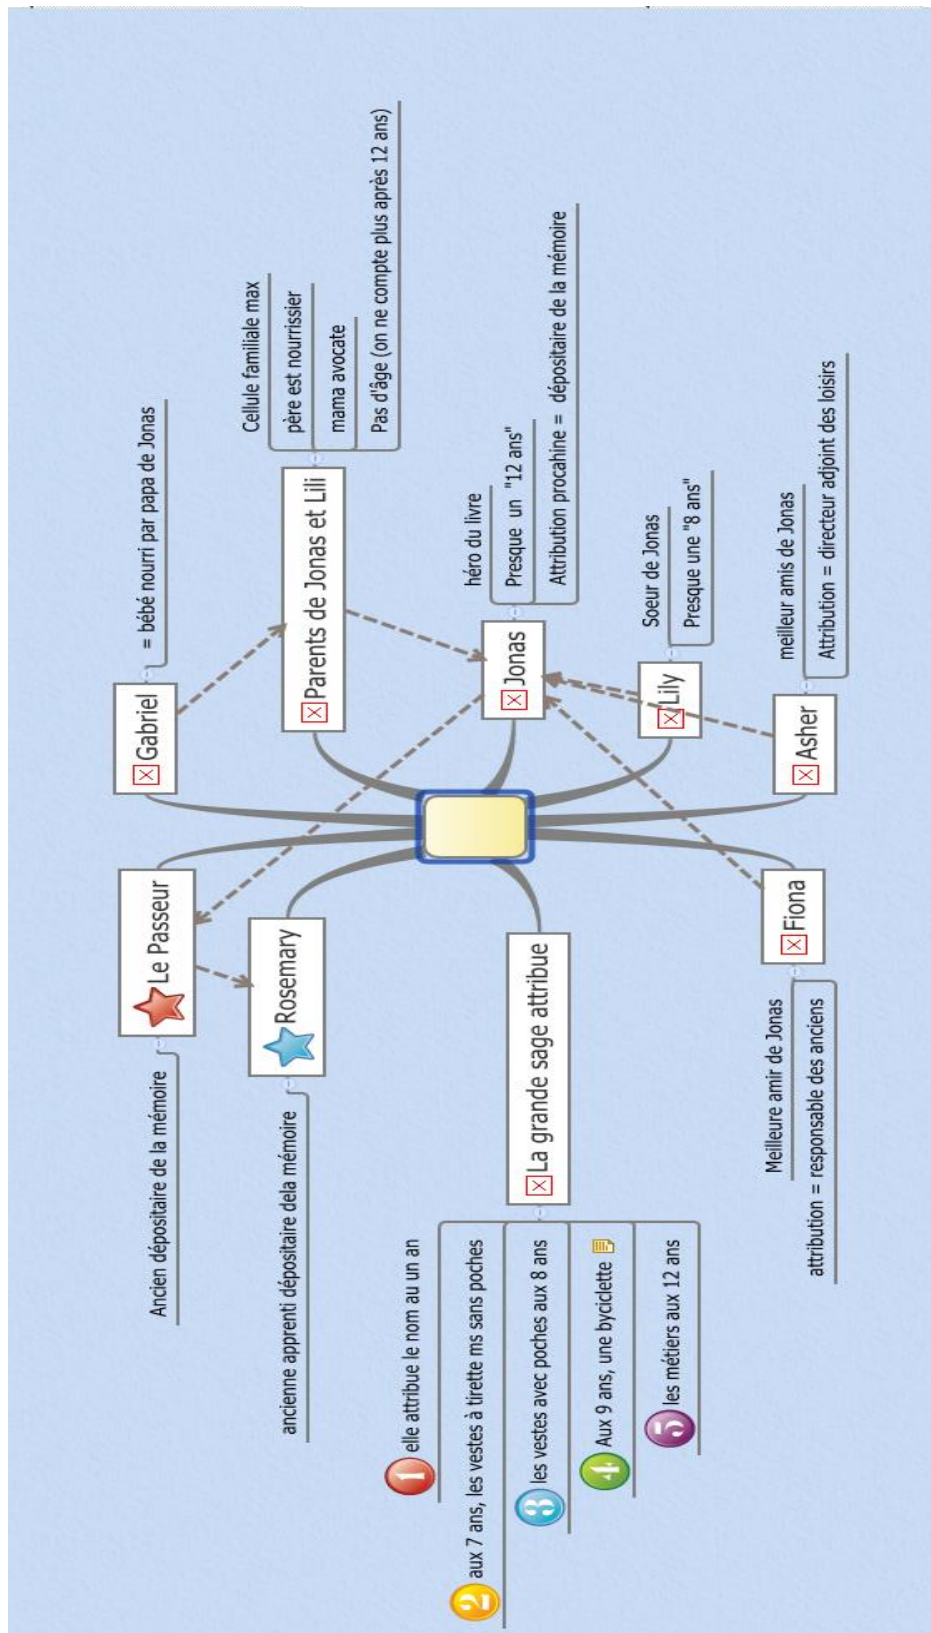 Le Passeur
Ancien dépositaire de la mémoire
Rosemary
ancienne apprenti dépositaire dela mémoire
La grande sage attribue
1 elle attribue le nom au un an
2 aux 7 ans, les vestes à tirette ms sans poches
3 les vestes avec poches aux 8 ans
4 Aux 9 ans, une byciclette
5 les métiers aux 12 ans
Fiona
Meilleure amir de Jonas
attribution = responsable des anciens
Gabriel
= bébé nourri par papa de Jonas
Parents de Jonas et Lili
Cellule familiale max
père est nourrissier
mama avocate
Pas d'âge (on ne compte plus après 12 ans)
Jonas
héro du livre
Presque un "12 ans"
Attribution procahine = dépositaire de la mémoire
Lily
Soeur de Jonas
Presque une "8 ans"
Asher
meilleur amis de Jonas
Attribution = directeur adjoint des loisirs